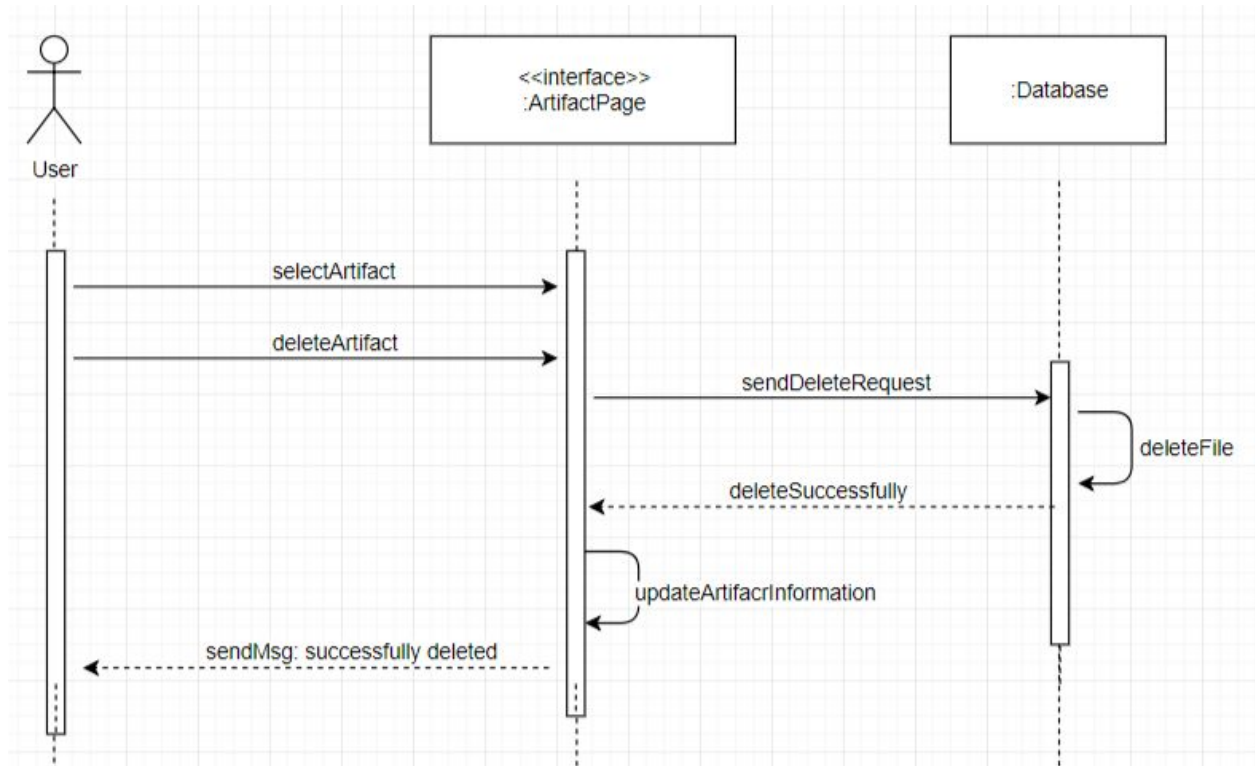 <<interface>>
:ArtifactPage
:Database
User
selectArtifact
deleteArtifact
sendDeleteRequest
deleteFile
deleteSuccessfully
updateArtifacrInformation
sendMsg: successfully deleted